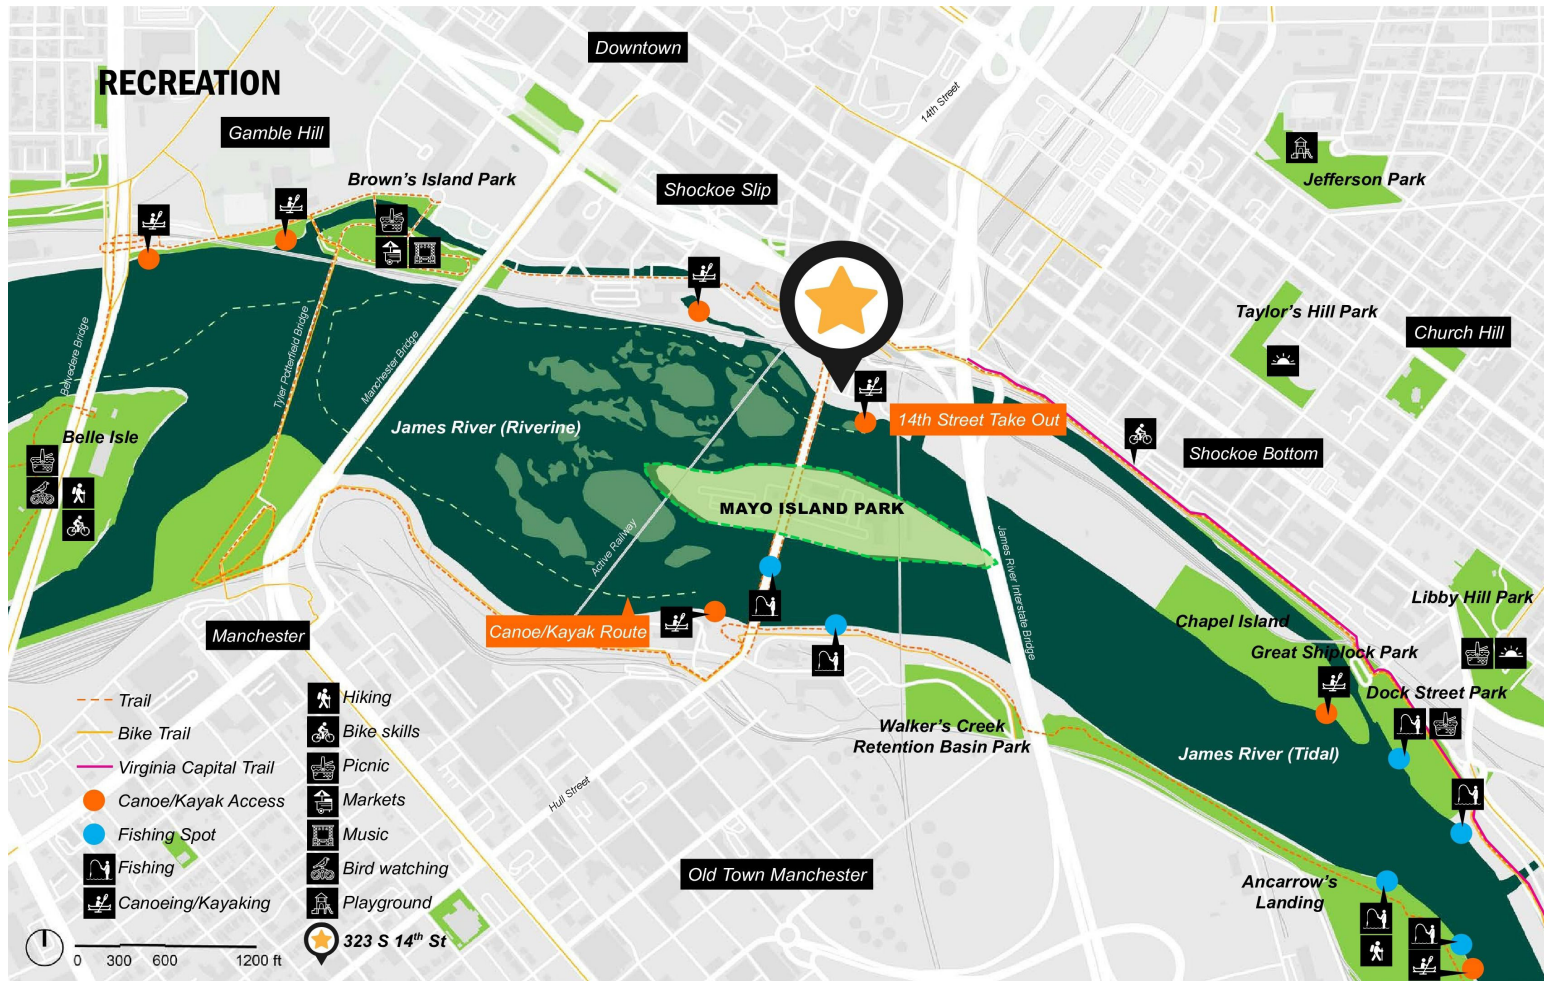 RECREATION
Downtown
Gamble Hill
14th Street
Brown's Island Park
Shockoe Slip
Jefferson Park
Taylor's Hill Park
Church Hill
Belvedere Bridge
Tyler Potterfield Bridge
Manchester Bridge
Belle Isle
James River (Riverine)
14th Street Take Out
Shockoe Bottom
MAYO ISLAND PARK
Active Railway
James River Interstate Bridge
Libby Hill Park
Chapel Island
Canoe/Kayak Route
Manchester
Great Shiplock Park
Dock Street Park
Walker's Creek
Retention Basin Park
James River (Tidal)
Hull Street
Old Town Manchester
Ancarrow's
Landing
Trail
Bike Trail
Virginia Capital Trail
Canoe/Kayak Access
Fishing Spot
Fishing
Canoeing/Kayaking
Hiking
Bike skills
Picnic
Markets
Music
Bird watching
Playground
323 S 14th St
0 300 600 1200 ft